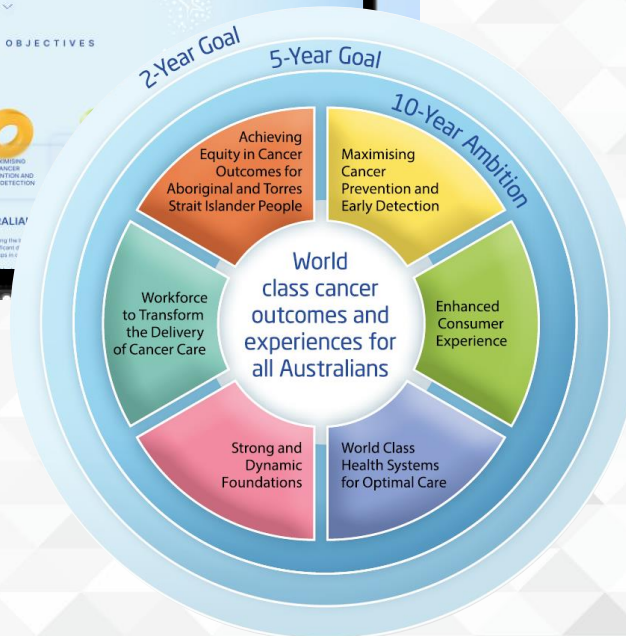 OBJECTIVES
2-Year Goal
5-Year Goal
10-Year Ambition
Achieving
Equity in Cancer
Outcomes for
Aboriginal and Torres
Strait Islander People
Maximising
Cancer
Prevention and
Early Detection
Enhanced
Consumer
Experience
World Class
Health Systems
for Optimal Care
Strong and
Dynamic
Foundations
Workforce
to Transform
the Delivery
of Cancer Care
World
class cancer
outcomes and
experiences for
all Australians
DETECTION